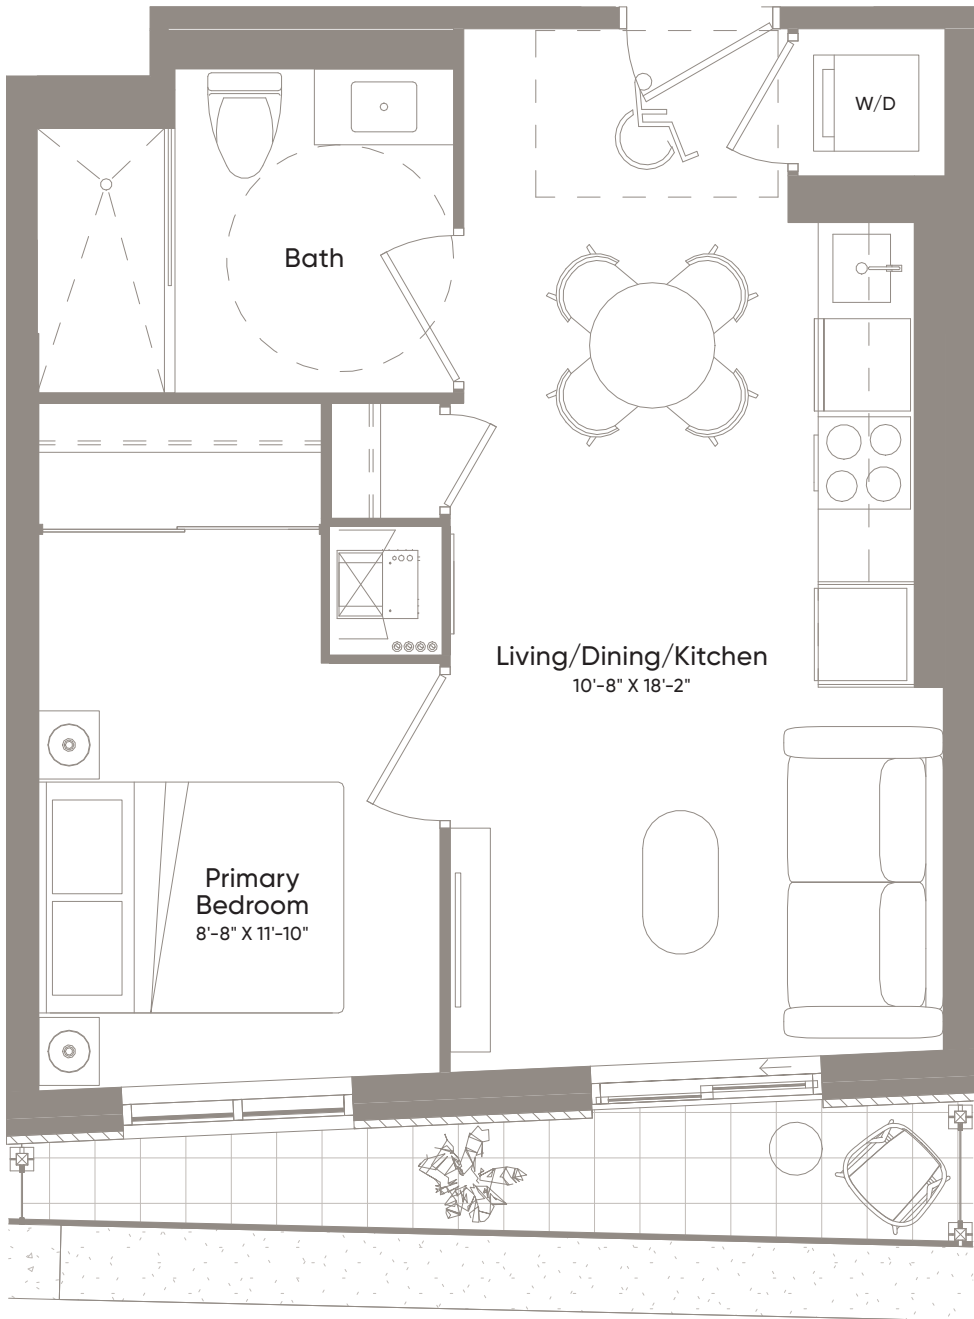 W/D
Bath
Living/Dining/Kitchen
10'-8" X 18'-2"
Primary
Bedroom
8'-8" X 11'-10"